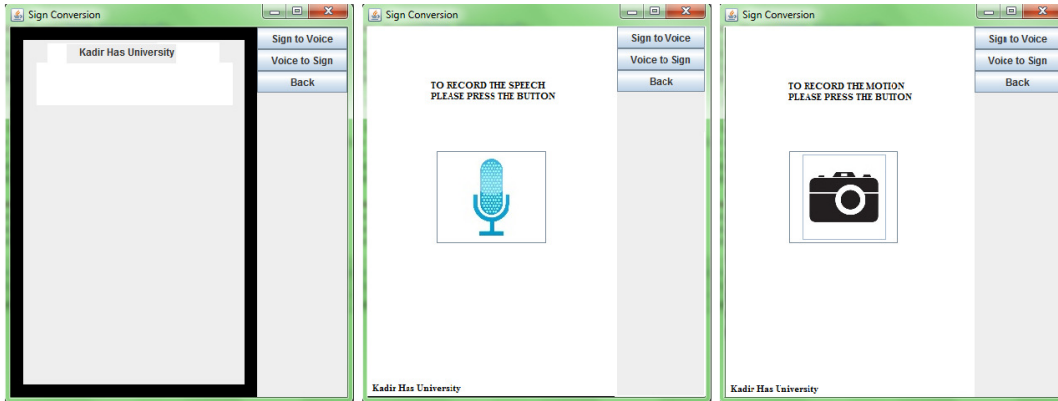 Sign Conversion
Kadir Has University
Sign to Voice
Voice to Sign
Back
Sign Conversion
TO RECORD THE SPEECH
PLEASE PRESS THE BUTTON
Kadir Has University
Sign to Voice
Voice to Sign
Back
Sign Conversion
TO RECORD THE MOTION
PLEASE PRESS THE BUTTON
Kadir Has University
Sign to Voice
Voice to Sign
Back